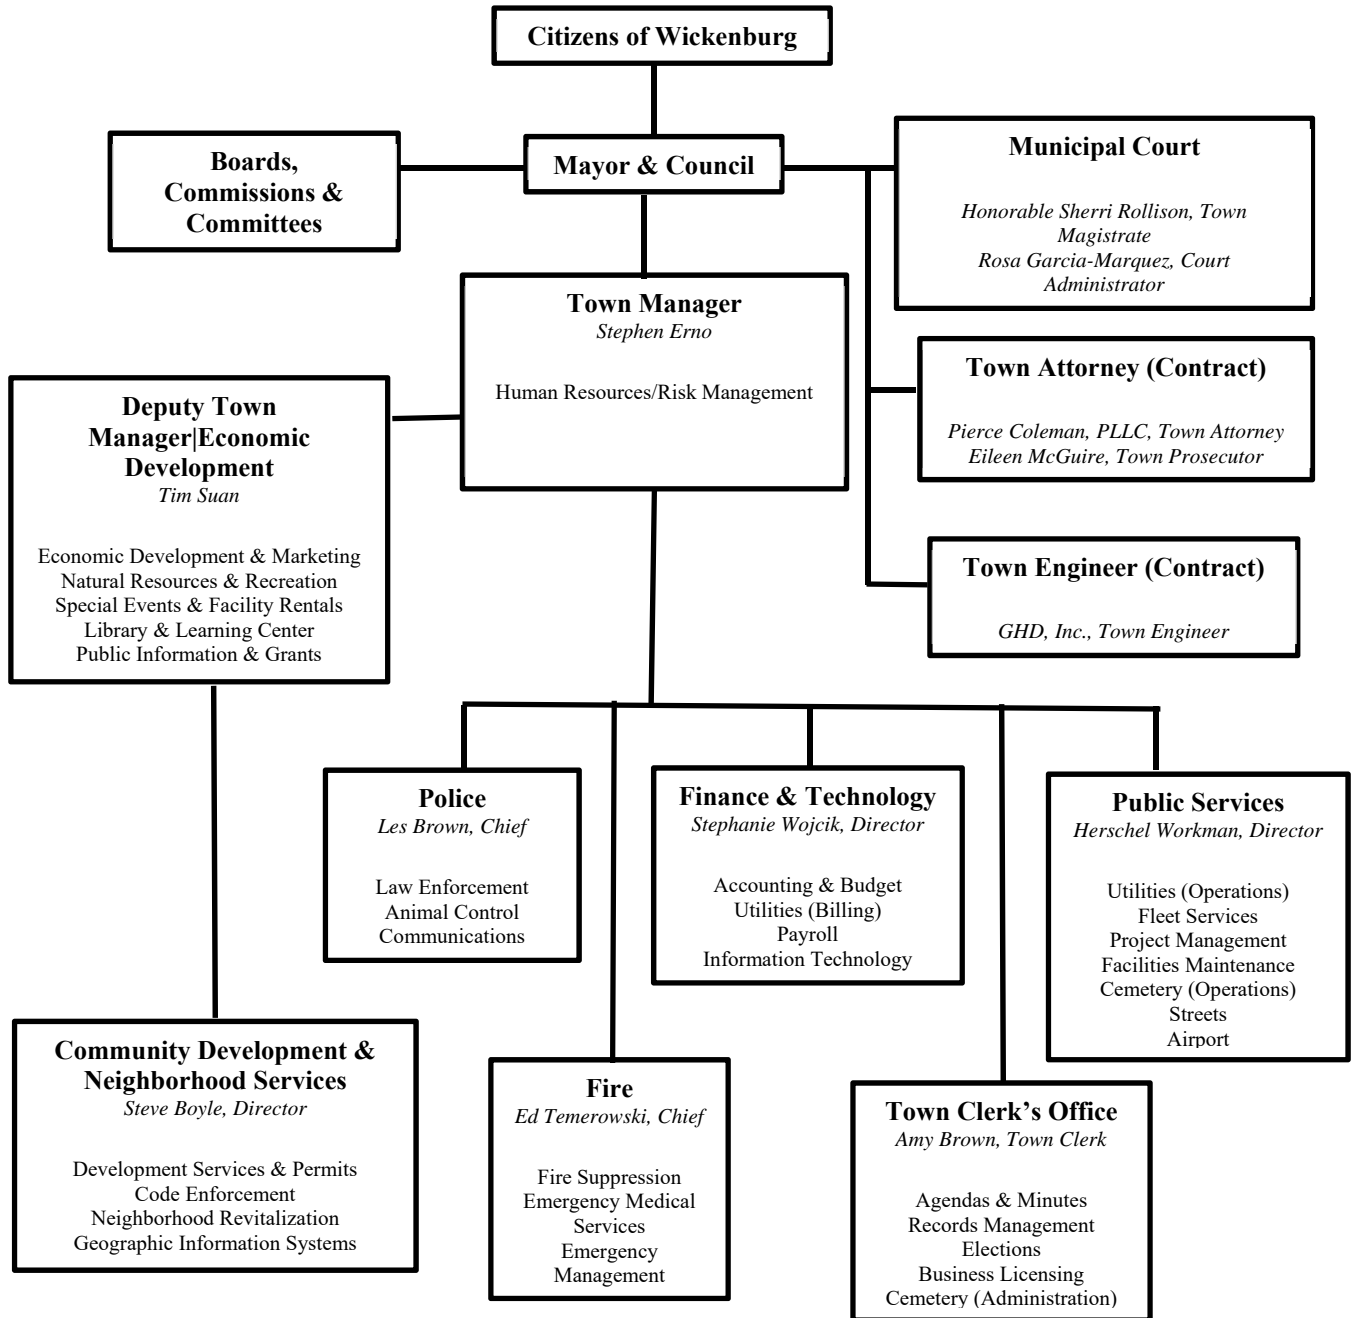 Citizens of Wickenburg
Boards,
Commissions &
Committees
Mayor & Council
Municipal Court
Honorable Sherri Rollison, Town
Magistrate
Rosa Garcia-Marquez, Court
Administrator
Town Manager
Stephen Erno
Human Resources/Risk Management
Town Attorney (Contract)
Pierce Coleman, PLLC, Town Attorney
Eileen McGuire, Town Prosecutor
Deputy Town
Manager|Economic
Development
Tim Suan
Economic Development & Marketing
Natural Resources & Recreation
Special Events & Facility Rentals
Library & Learning Center
Public Information & Grants
Town Engineer (Contract)
GHD, Inc., Town Engineer
Police
Les Brown, Chief
Law Enforcement
Animal Control
Communications
Finance & Technology
Stephanie Wojcik, Director
Accounting & Budget
Utilities (Billing)
Payroll
Information Technology
Public Services
Herschel Workman, Director
Utilities (Operations)
Fleet Services
Project Management
Facilities Maintenance
Cemetery (Operations)
Streets
Airport
Community Development &
Neighborhood Services
Steve Boyle, Director
Development Services & Permits
Code Enforcement
Neighborhood Revitalization
Geographic Information Systems
Fire
Ed Temerowski, Chief
Fire Suppression
Emergency Medical
Services
Emergency
Management
Town Clerk’s Office
Amy Brown, Town Clerk
Agendas & Minutes
Records Management
Elections
Business Licensing
Cemetery (Administration)